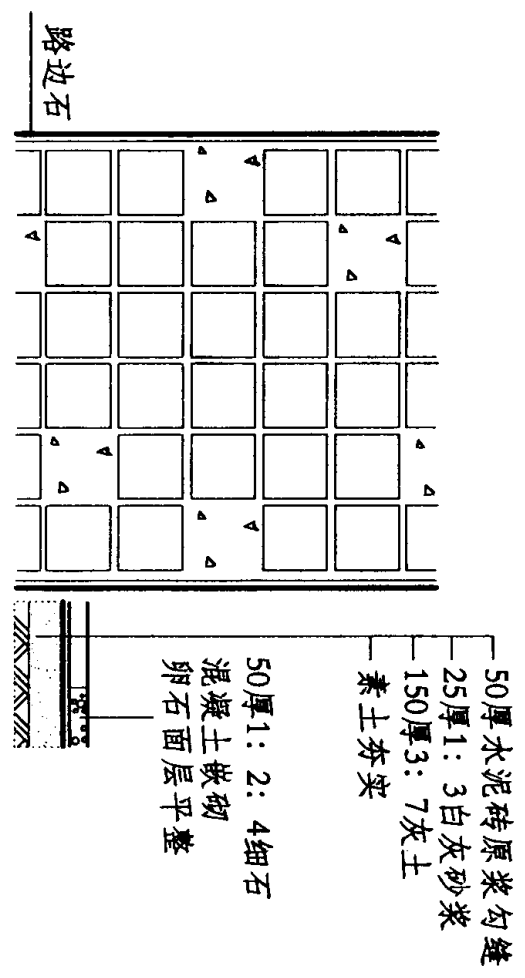 路边石
50厚水泥砖原浆勾缝
25厚1：3白灰砂浆
150厚3：7灰土
素土夯实
50厚1：2：4细石
混凝土嵌砌
卵石面层平整